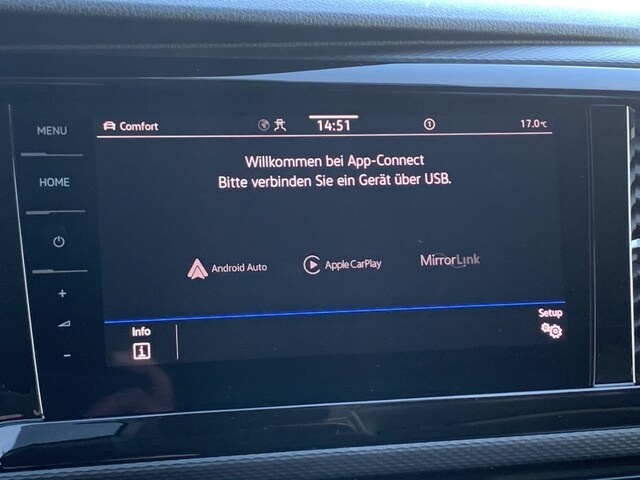 MENU
HOME
+
-
Comfort
14:51
1
17.0°C
Willkommen bei App-Connect
Bitte verbinden Sie ein Gerät über USB.
Android Auto
Apple CarPlay
MirrorLink
Info
i
Setup